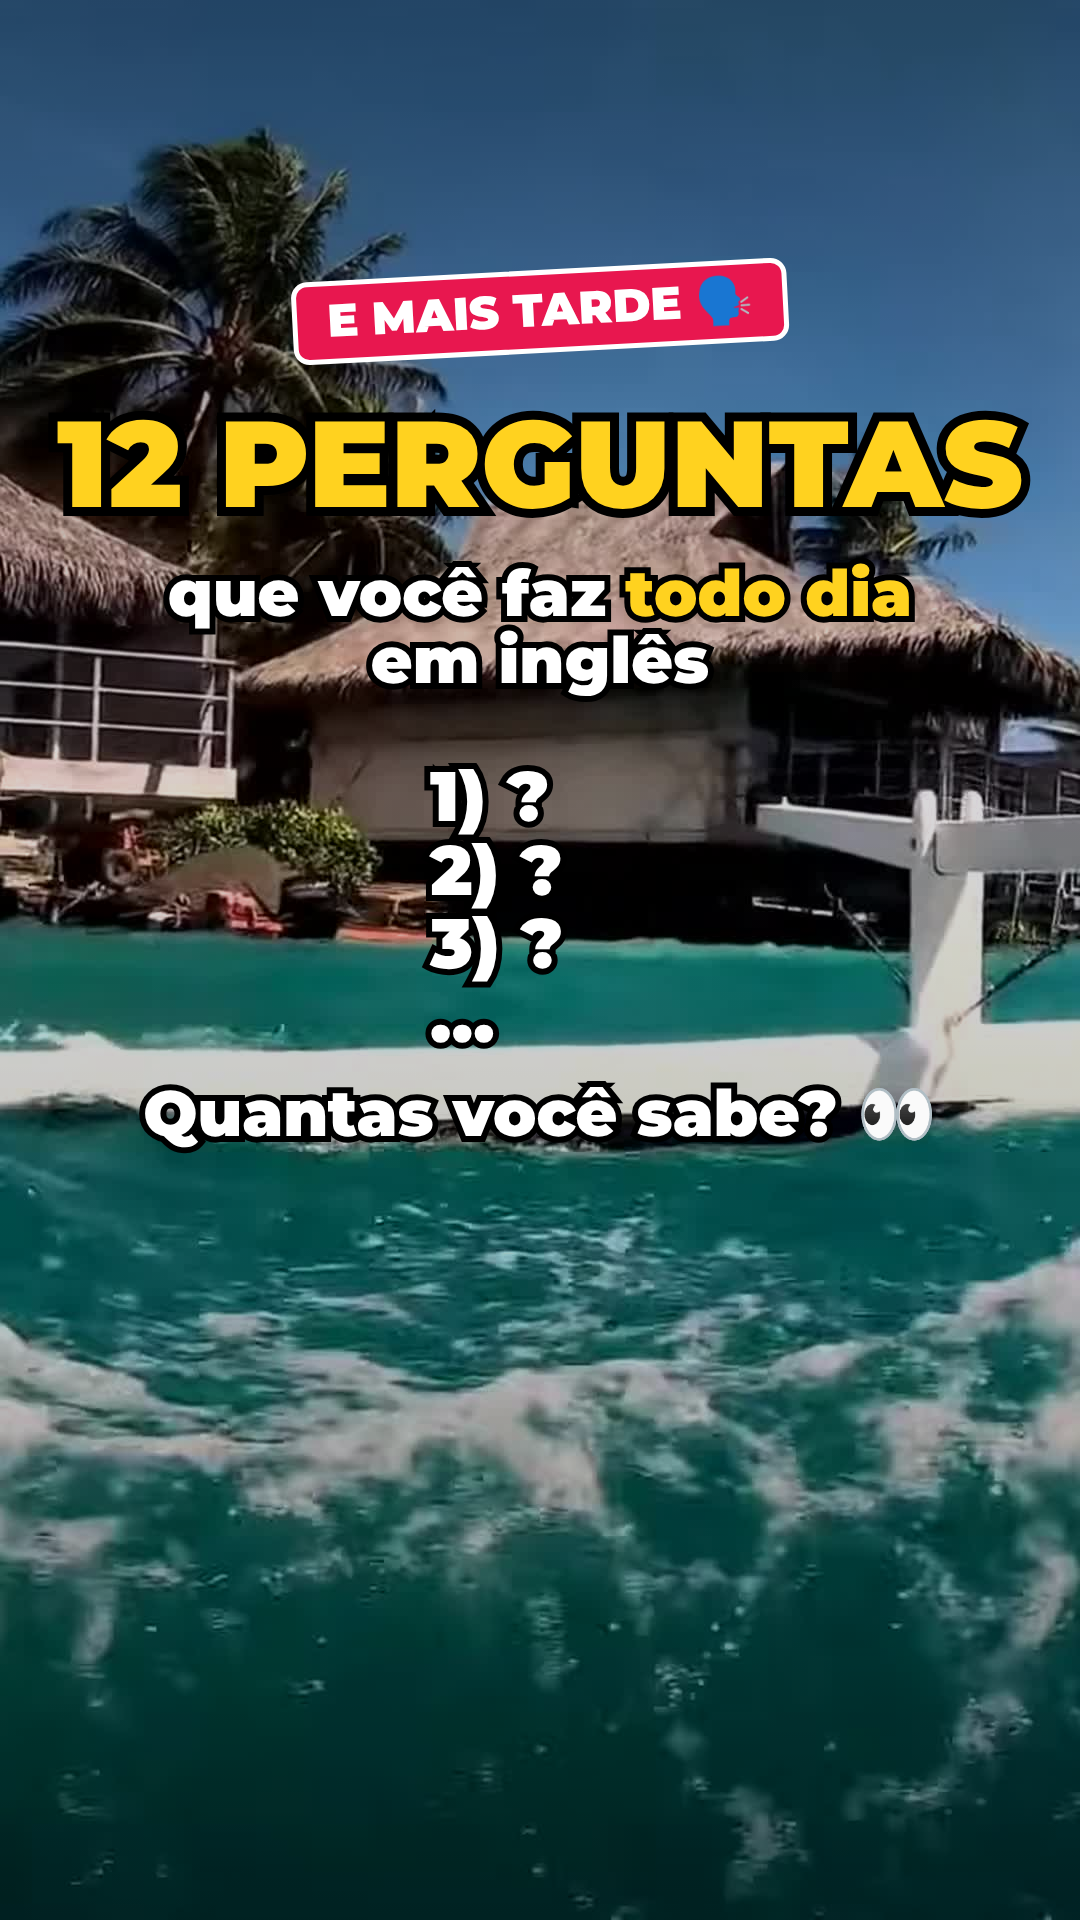 E MAIS TARDE 🗣️
12 PERGUNTAS
que você faz todo dia
em inglês
1) ?
2) ?
3) ?
...
Quantas você sabe? 👀